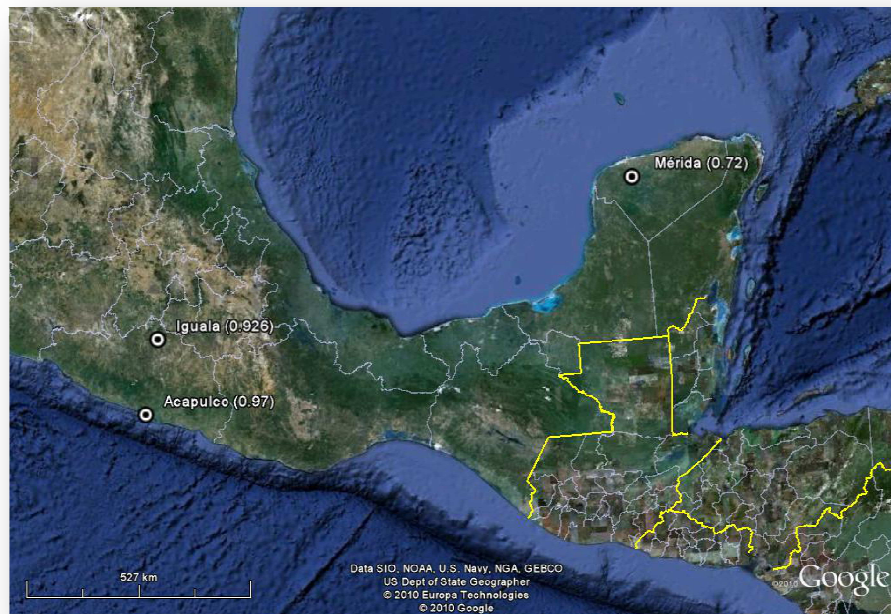 Mérida (0.72)
Iguala (0.926)
Acapulco (0.97)
527 km
Data SIO, NOAA, U.S. Navy, NGA, GEBCO
US Dept of State Geographer
© 2010 Europa Technologies
© 2010 Google
©2010 Google